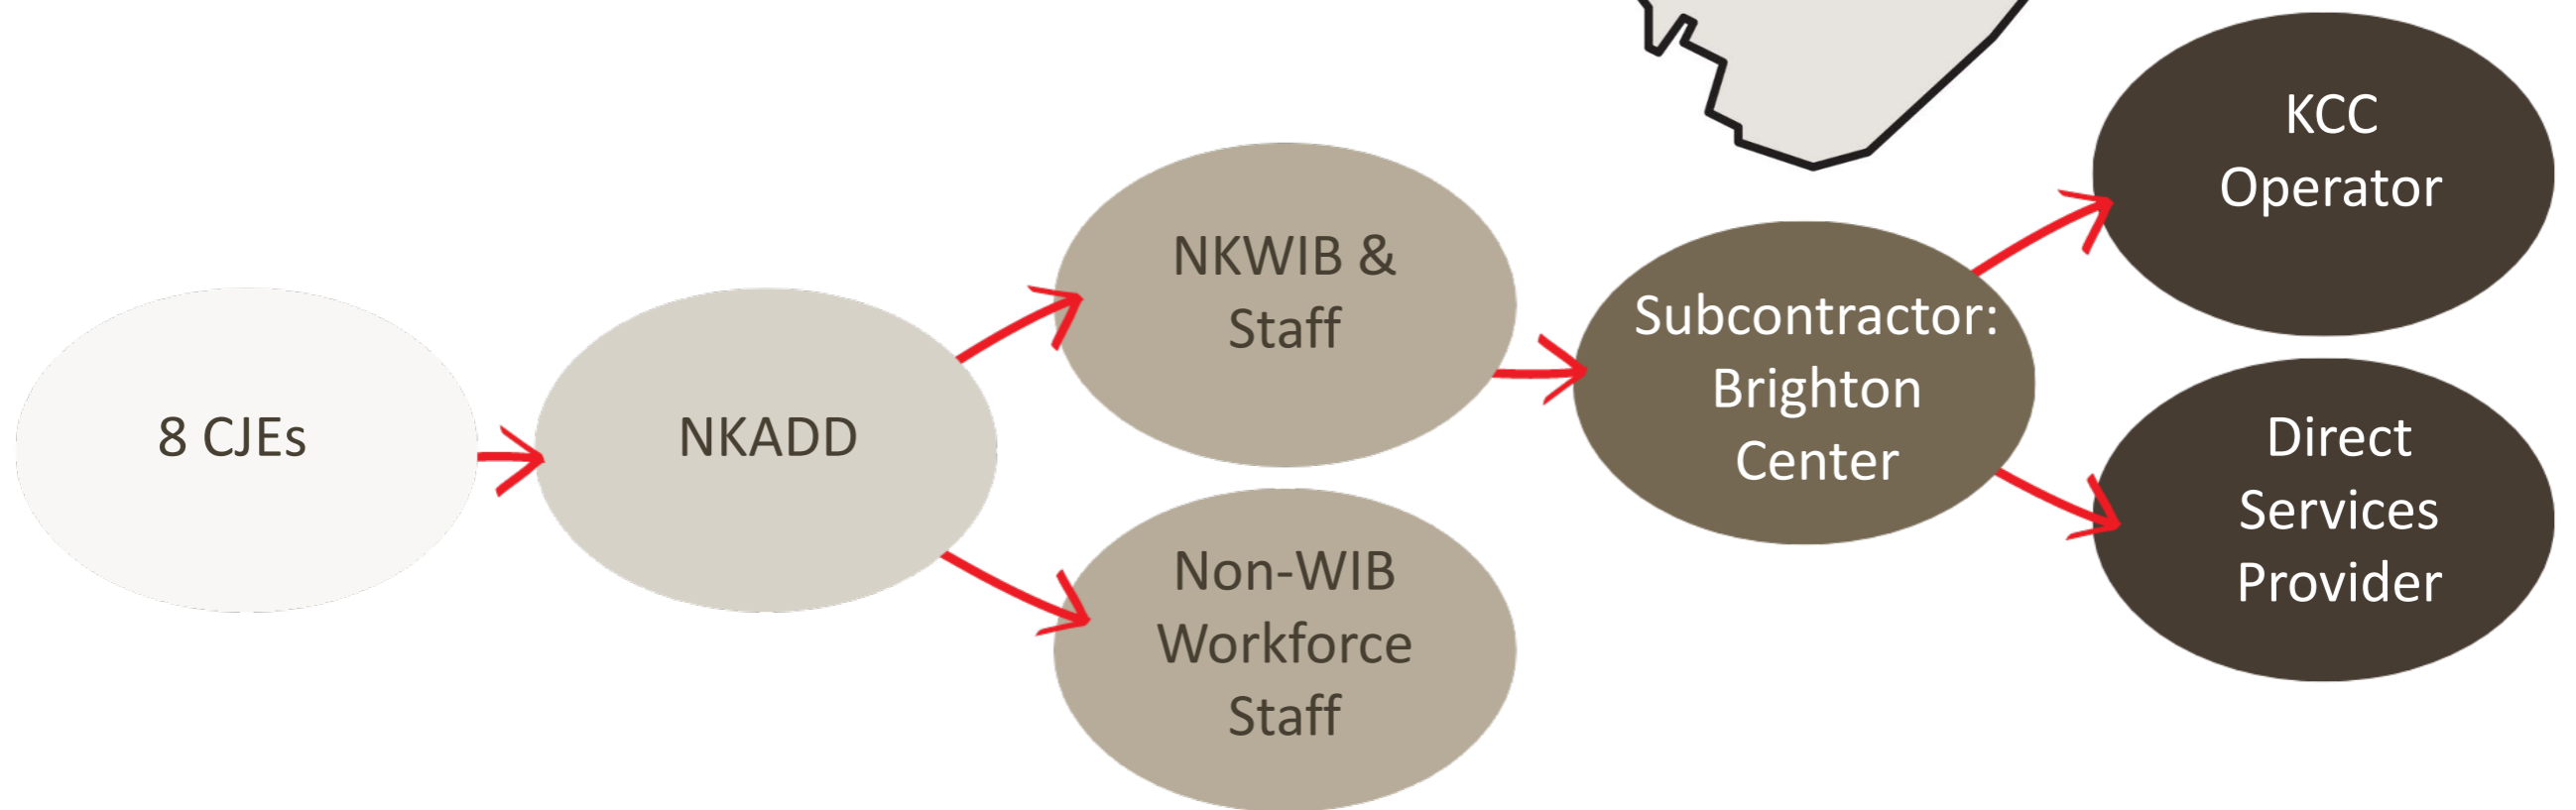 8 CJEs
NKADD
NKWIB &
Staff
Non-WIB
Workforce
Staff
Subcontractor:
Brighton
Center
KCC
Operator
Direct
Services
Provider